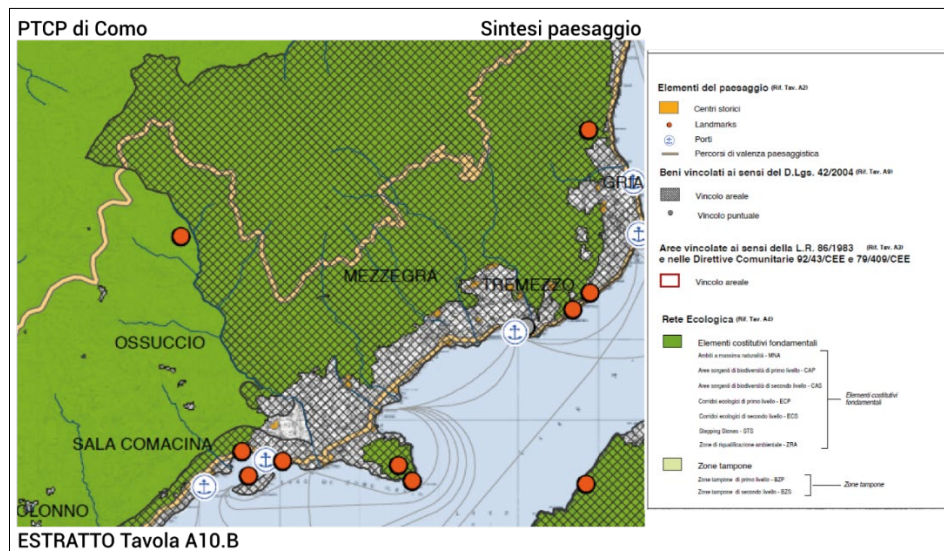 PTCP di Como
Sintesi paesaggio
GRIA
MEZZEGRA
TREMEZZO
OSSUCCIO
SALA COMACINA
OLONNO
ESTRATTO Tavola A10.B
Elementi del paesaggio (Rif. Tav. A2)
Centri storici
Landmarks
Porti
Percorsi di valenza paesaggistica
Beni vincolati ai sensi del D.Lgs. 42/2004 (Rif. Tav. A9)
Vincolo areale
Vincolo puntuale
Aree vincolate ai sensi della L.R. 86/1983 (Rif. Tav. A3)
e nelle Direttive Comunitarie 92/43/CEE e 79/409/CEE
Vincolo areale
Rete Ecologica (Rif. Tav. A4)
Elementi costitutivi fondamentali
Ambiti a massima naturalità - MNA
Aree sorgenti di biodiversità di primo livello - CAP
Aree sorgenti di biodiversità di secondo livello - CAS
Corridoi ecologici di primo livello - ECP
Corridoi ecologici di secondo livello - ECS
Stepping Stones - STS
Zone di riqualificazione ambientale - ZRA
Elementi costitutivi
fondamentali
Zone tampone
Zone tampone di primo livello - BZP
Zone tampone di secondo livello - BZS
Zone tampone